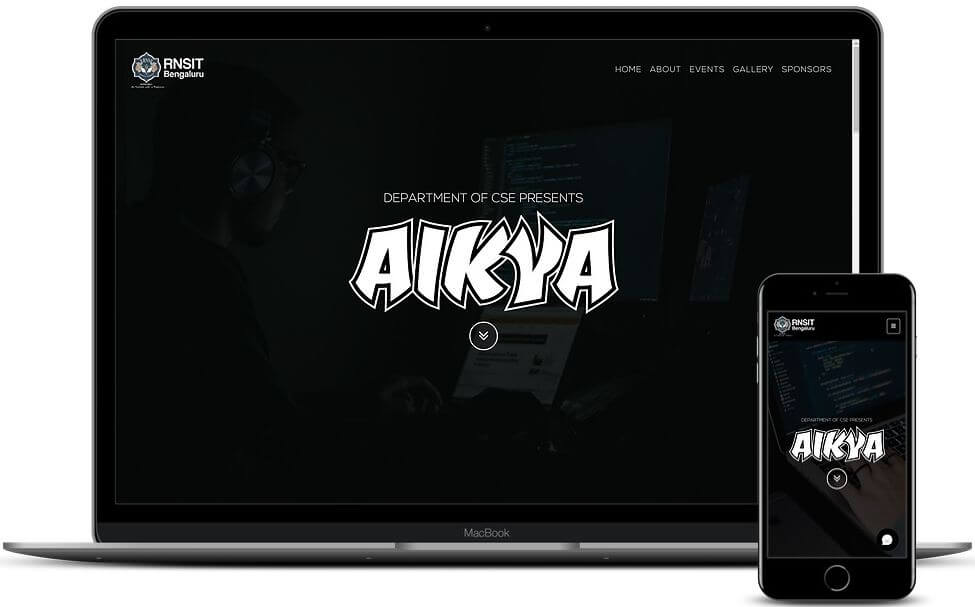 RNSIT
Bengaluru
HOME ABOUT EVENTS GALLERY SPONSORS
DEPARTMENT OF CSE PRESENTS
AIKYA
MacBook
RNSIT
Bengaluru
DEPARTMENT OF CSE PRESENTS
AIKYA